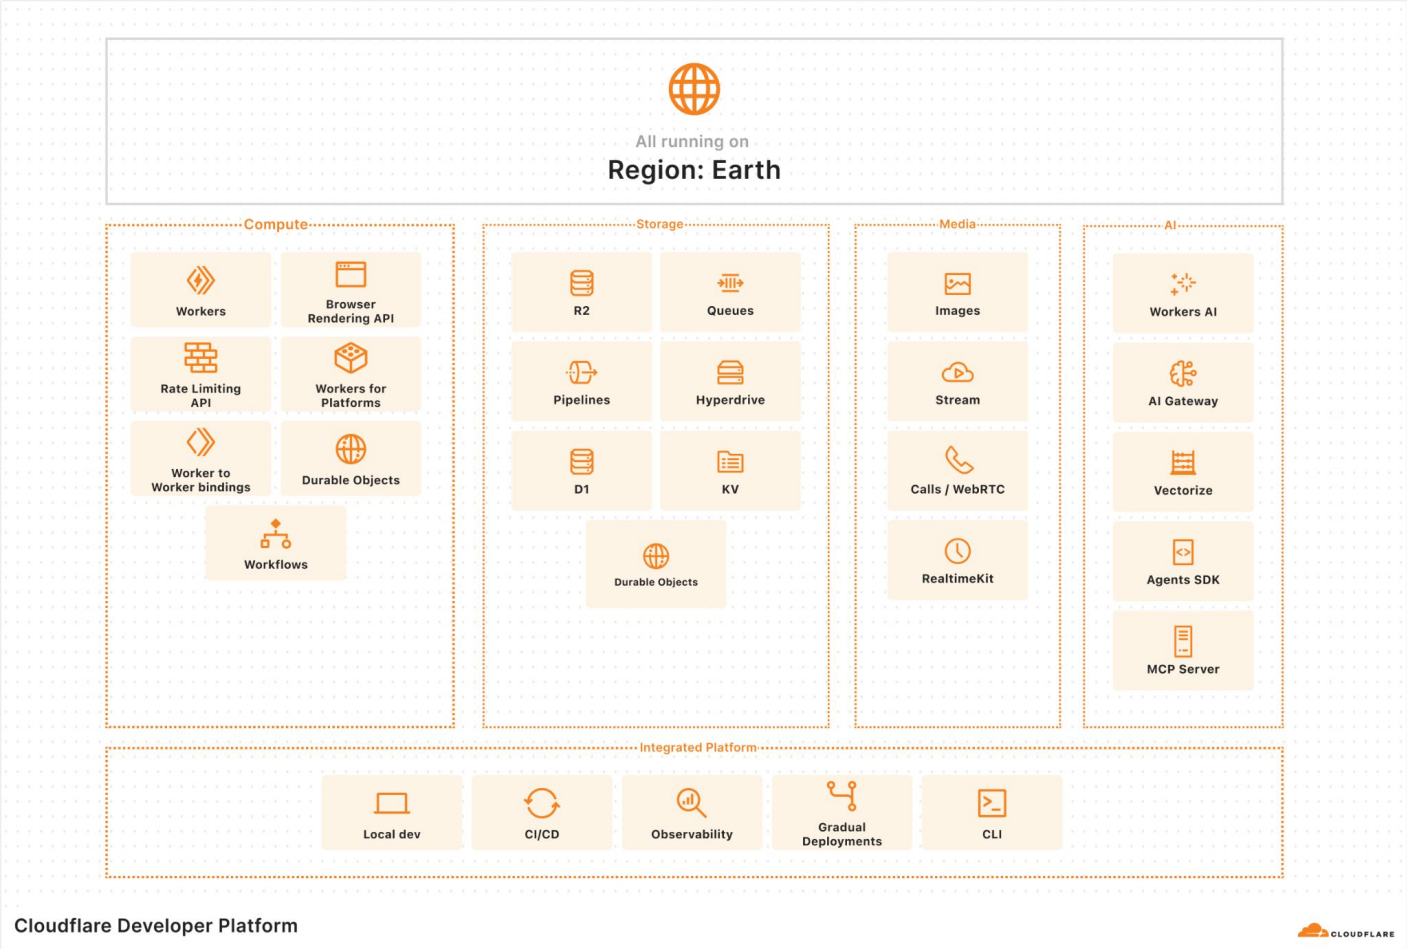 All running on
Region: Earth
Compute
Workers
Browser
Rendering API
Rate Limiting
API
Workers for
Platforms
Worker to
Worker bindings
Durable Objects
Workflows
Storage
R2
Queues
Pipelines
Hyperdrive
D1
KV
Durable Objects
Media
Images
Stream
Calls / WebRTC
RealtimeKit
AI
Workers AI
AI Gateway
Vectorize
Agents SDK
MCP Server
Integrated Platform
Local dev
CI/CD
Observability
Gradual
Deployments
CLI
Cloudflare Developer Platform
CLOUDFLARE